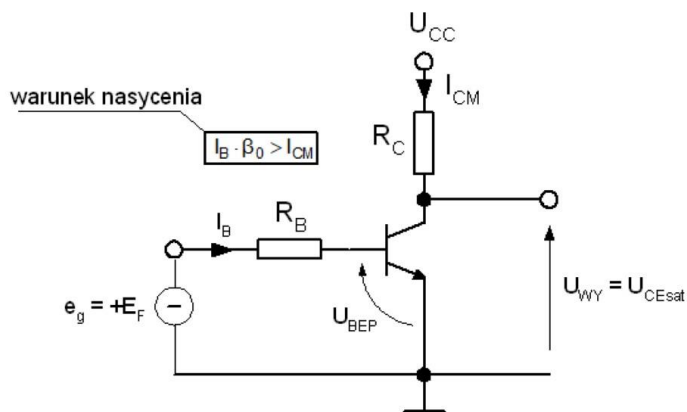 U_CC
I_CM
warunek nasycenia
I_B · β_0 > I_CM
R_C
I_B
R_B
e_g = +E_F
−
U_BEP
U_WY = U_CEsat